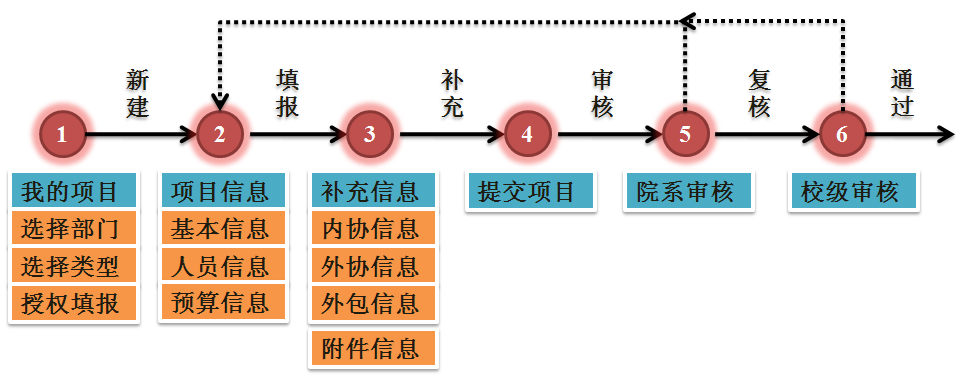 新建
填报
补充
审核
复核
通过
1
2
3
4
5
6
我的项目
选择部门
选择类型
授权填报
项目信息
基本信息
人员信息
预算信息
补充信息
内协信息
外协信息
外包信息
附件信息
提交项目
院系审核
校级审核